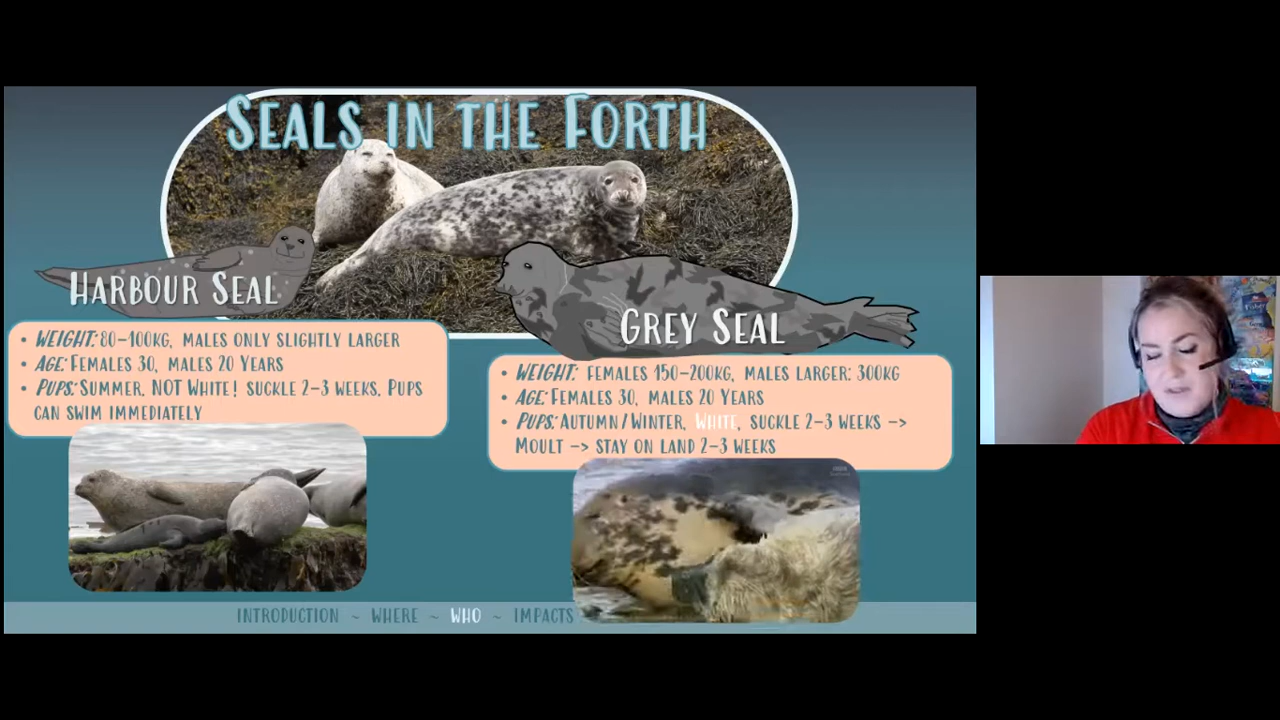 SEALS IN THE FORTH
HARBOUR SEAL
• WEIGHT: 80-100KG, MALES ONLY SLIGHTLY LARGER
• AGE: FEMALES 30, MALES 20 YEARS
• PUPS: SUMMER, NOT WHITE! SUCKLE 2-3 WEEKS. PUPS
CAN SWIM IMMEDIATELY
GREY SEAL
• WEIGHT: FEMALES 150-200KG, MALES LARGER: 300KG
• AGE: FEMALES 30, MALES 20 YEARS
• PUPS: AUTUMN/WINTER, WHITE, SUCKLE 2-3 WEEKS ->
MOULT -> STAY ON LAND 2-3 WEEKS
INTRODUCTION ~ WHERE ~ WHO ~ IMPACTS